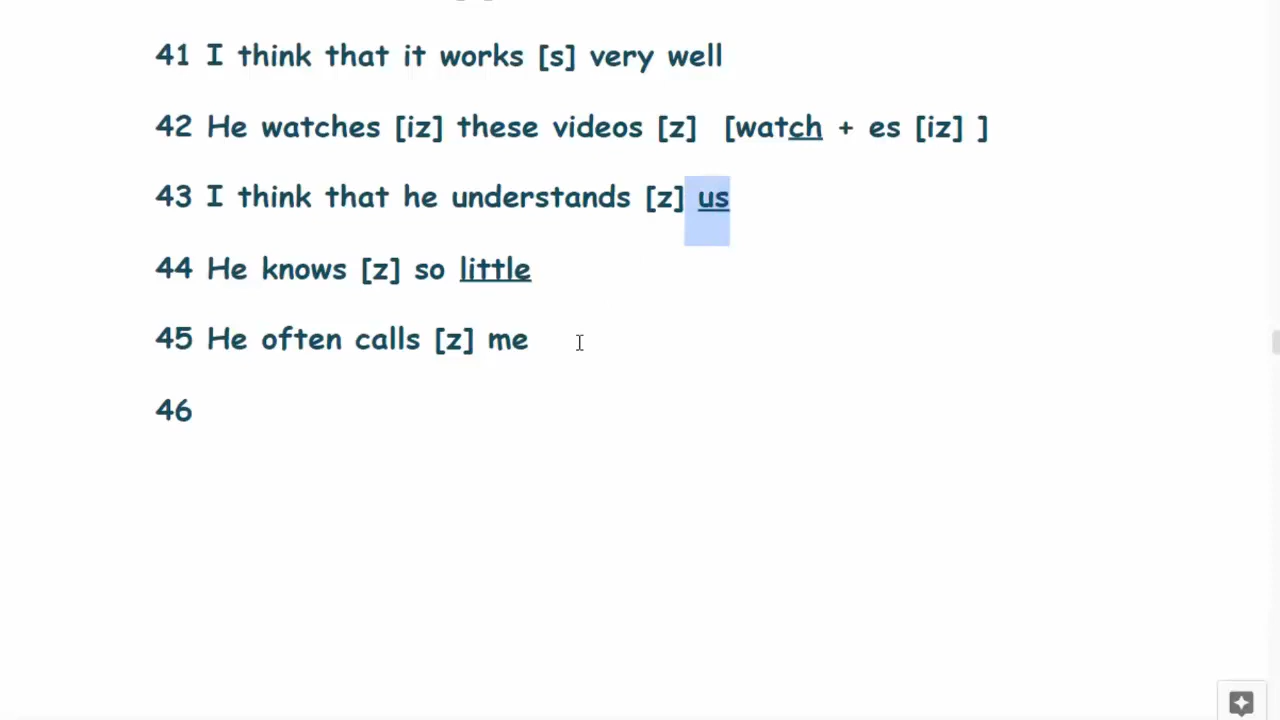 41 I think that it works [s] very well
42 He watches [iz] these videos [z] [watch + es [iz] ]
43 I think that he understands [z] us
44 He knows [z] so little
45 He often calls [z] me
46